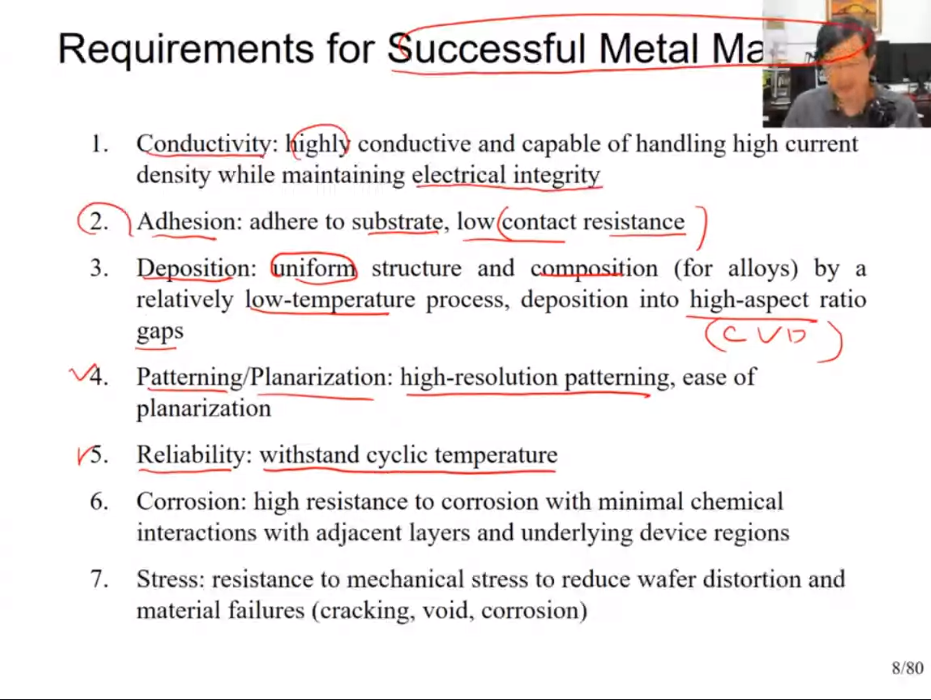 Requirements for Successful Metal Ma
1. Conductivity: highly conductive and capable of handling high current
density while maintaining electrical integrity
2. Adhesion: adhere to substrate, low contact resistance
3. Deposition: uniform structure and composition (for alloys) by a
relatively low-temperature process, deposition into high-aspect ratio
gaps
(CVD)
4. Patterning/Planarization: high-resolution patterning, ease of
planarization
5. Reliability: withstand cyclic temperature
6. Corrosion: high resistance to corrosion with minimal chemical
interactions with adjacent layers and underlying device regions
7. Stress: resistance to mechanical stress to reduce wafer distortion and
material failures (cracking, void, corrosion)
8/80